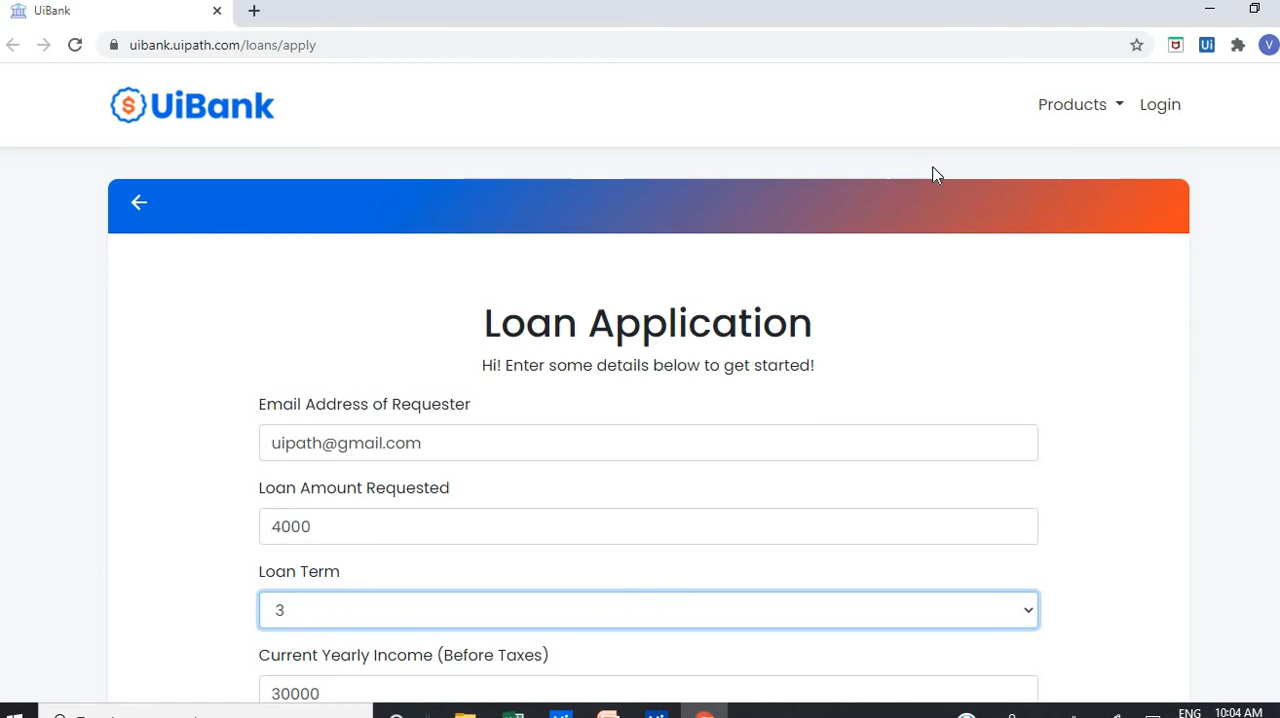 UiBank
uibank.uipath.com/loans/apply
Ui
V
$ UiBank
Products
Login
Loan Application
Hi! Enter some details below to get started!
Email Address of Requester
uipath@gmail.com
Loan Amount Requested
4000
Loan Term
3
Current Yearly Income (Before Taxes)
30000
ENG
10:04 AM